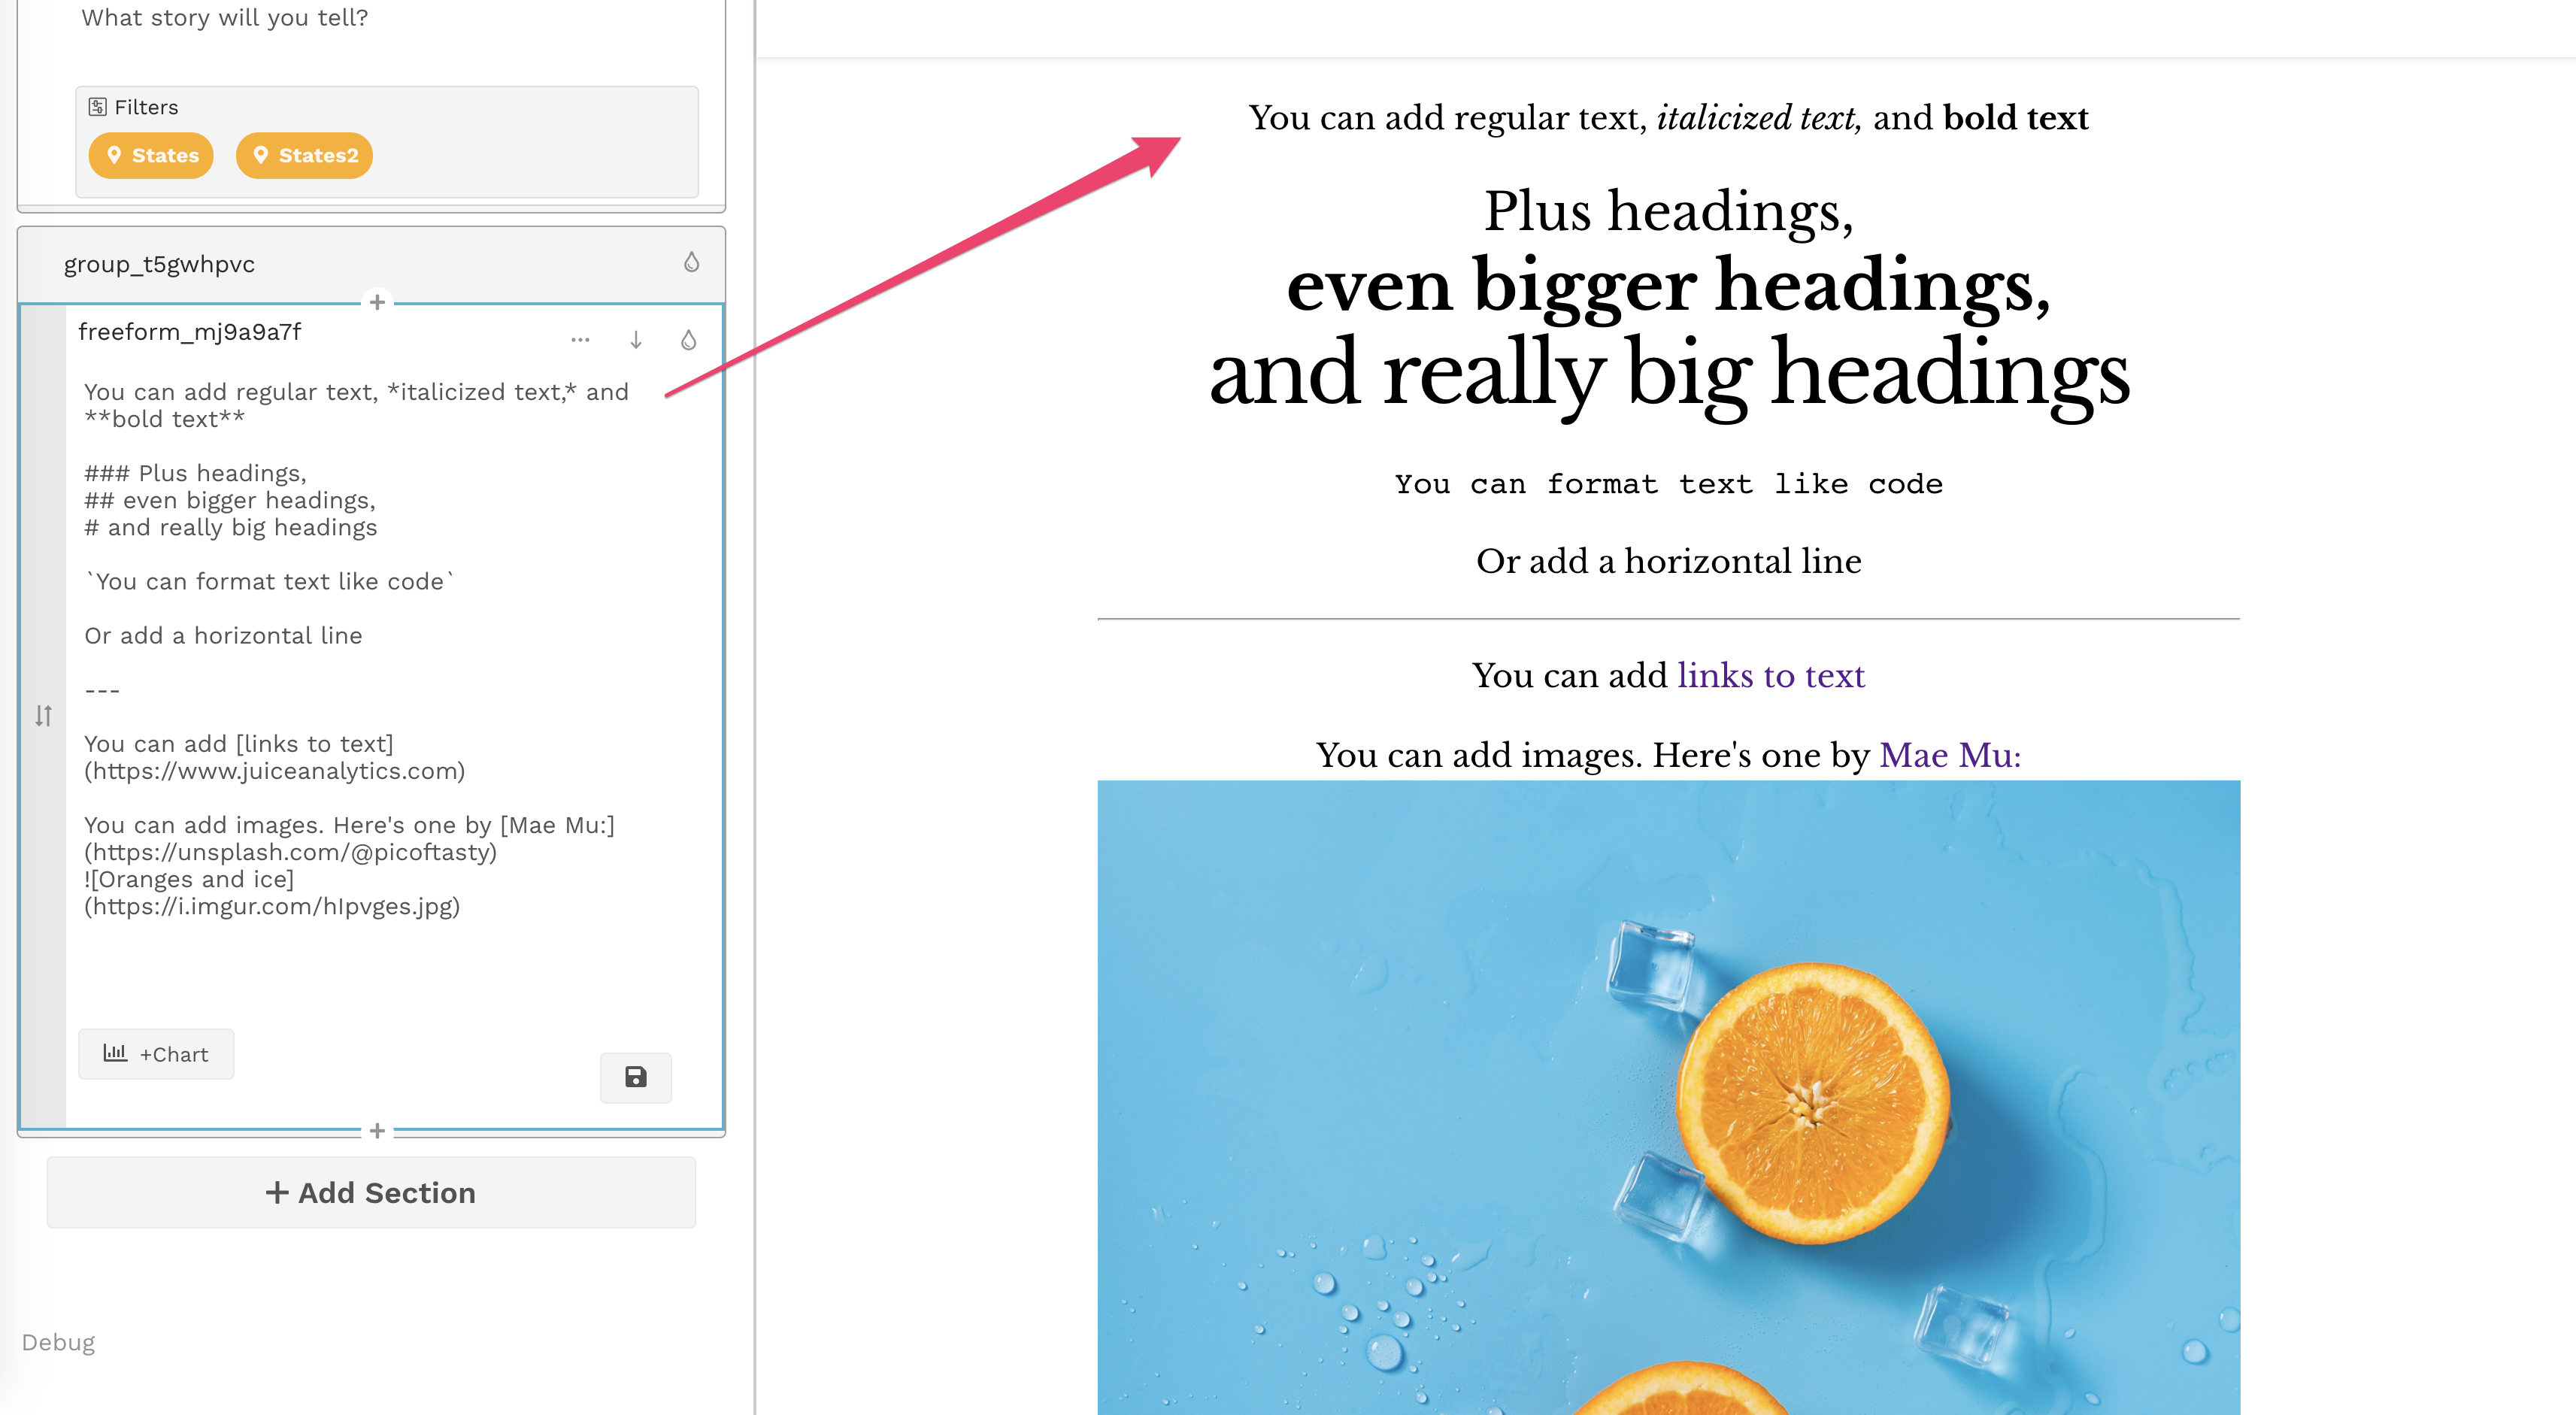 What story will you tell?
Filters
States States2
group_t5gwhpvc
freeform_mj9a9a7f
You can add regular text, *italicized text,* and
**bold text**
### Plus headings,
## even bigger headings,
# and really big headings
`You can format text like code`
Or add a horizontal line
---
You can add [links to text]
(https://www.juiceanalytics.com)
You can add images. Here's one by [Mae Mu:]
(https://unsplash.com/@picoftasty)
![Oranges and ice]
(https://i.imgur.com/hIpvges.jpg)
+Chart
+ Add Section
Debug
You can add regular text, italicized text, and bold text
Plus headings,
even bigger headings,
and really big headings
You can format text like code
Or add a horizontal line
You can add links to text
You can add images. Here's one by Mae Mu: